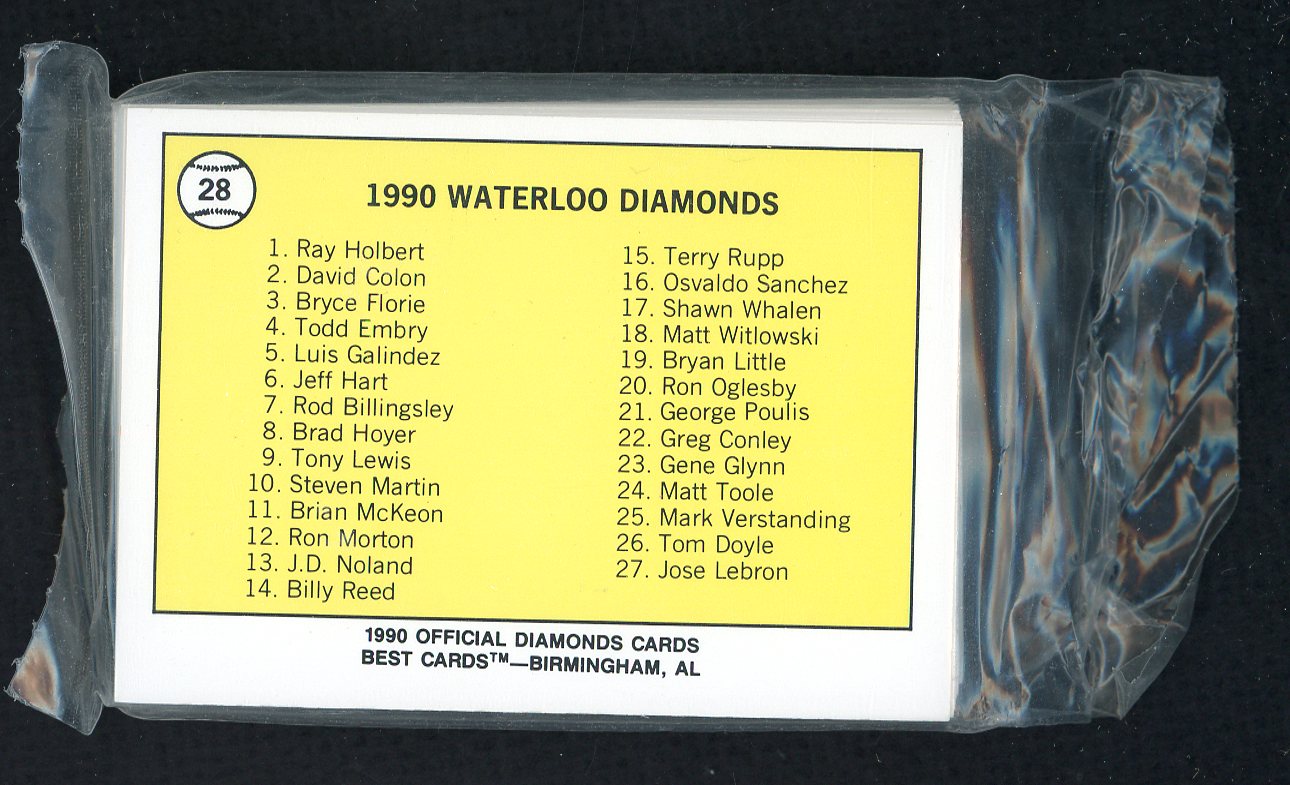 28
1990 WATERLOO DIAMONDS
1. Ray Holbert
2. David Colon
3. Bryce Florie
4. Todd Embry
5. Luis Galindez
6. Jeff Hart
7. Rod Billingsley
8. Brad Hoyer
9. Tony Lewis
10. Steven Martin
11. Brian McKeon
12. Ron Morton
13. J.D. Noland
14. Billy Reed
15. Terry Rupp
16. Osvaldo Sanchez
17. Shawn Whalen
18. Matt Witlowski
19. Bryan Little
20. Ron Oglesby
21. George Poulis
22. Greg Conley
23. Gene Glynn
24. Matt Toole
25. Mark Verstanding
26. Tom Doyle
27. Jose Lebron
1990 OFFICIAL DIAMONDS CARDS
BEST CARDS™—BIRMINGHAM, AL